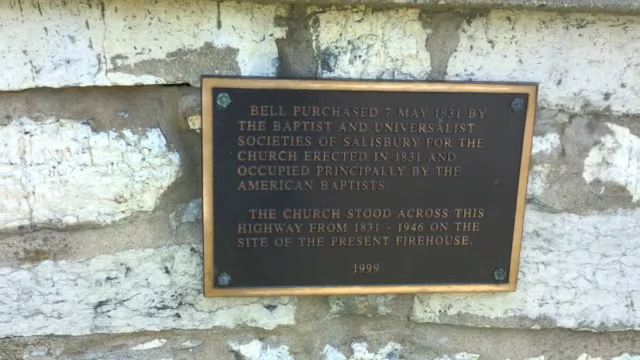 BELL PURCHASED 7 MAY 1831 BY
THE BAPTIST AND UNIVERSALIST
SOCIETIES OF SALISBURY FOR THE
CHURCH ERECTED IN 1831 AND
OCCUPIED PRINCIPALLY BY THE
AMERICAN BAPTISTS.
THE CHURCH STOOD ACROSS THIS
HIGHWAY FROM 1831 - 1946 ON THE
SITE OF THE PRESENT FIREHOUSE.
1999